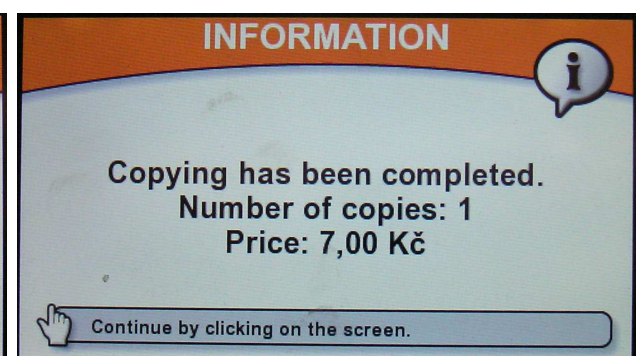 INFORMATION
i
Copying has been completed.
Number of copies: 1
Price: 7,00 Kč
Continue by clicking on the screen.